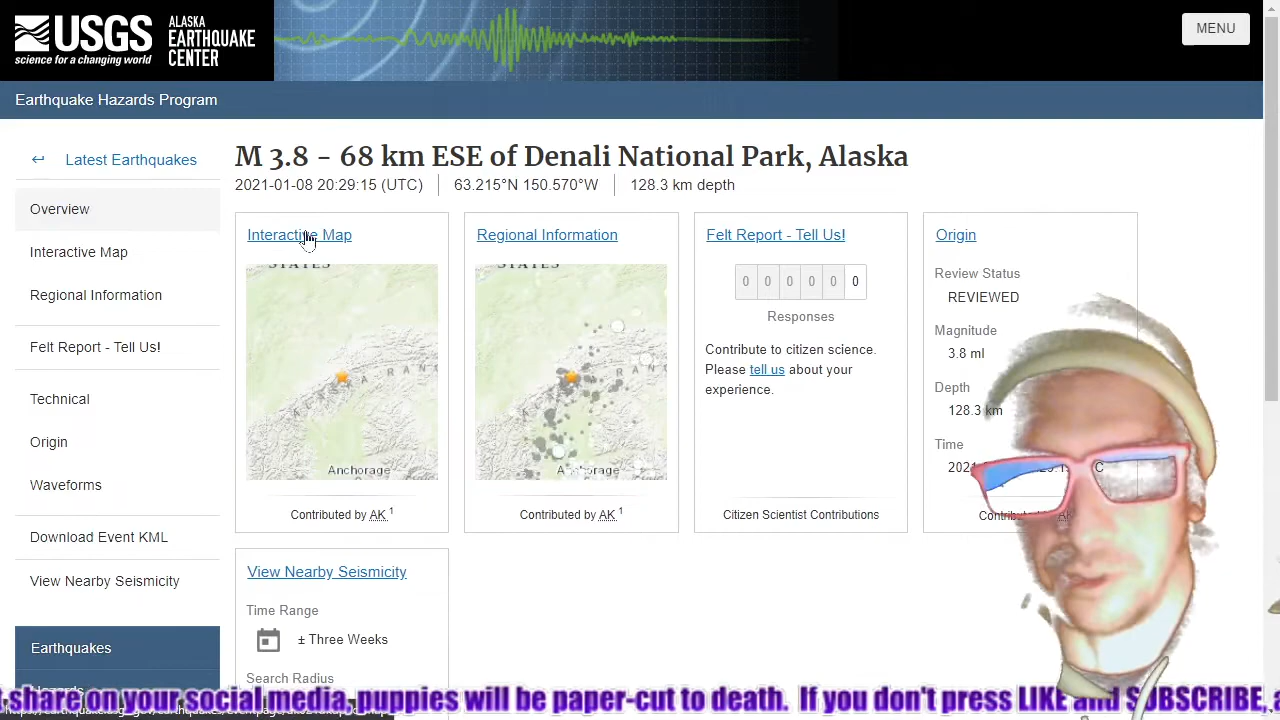 USGS
science for a changing world
ALASKA
EARTHQUAKE
CENTER
MENU
Earthquake Hazards Program
Latest Earthquakes
Overview
Interactive Map
Regional Information
Felt Report - Tell Us!
Technical
Origin
Waveforms
Download Event KML
View Nearby Seismicity
Earthquakes
M 3.8 - 68 km ESE of Denali National Park, Alaska
2021-01-08 20:29:15 (UTC) 63.215°N 150.570°W 128.3 km depth
Interactive Map
STATES
A R A N
Anchorage
Contributed by AK 1
Regional Information
STATES
K A R A N
Anchorage
Contributed by AK 1
Felt Report - Tell Us!
0 0 0 0 0 0
Responses
Contribute to citizen science.
Please tell us about your
experience.
Citizen Scientist Contributions
Origin
Review Status
REVIEWED
Magnitude
3.8 ml
Depth
128.3 km
Time
View Nearby Seismicity
Time Range
± Three Weeks
Search Radius
share on your social media, puppies will be paper-cut to death. If you don't press LIKE and SUBSCRIBE,